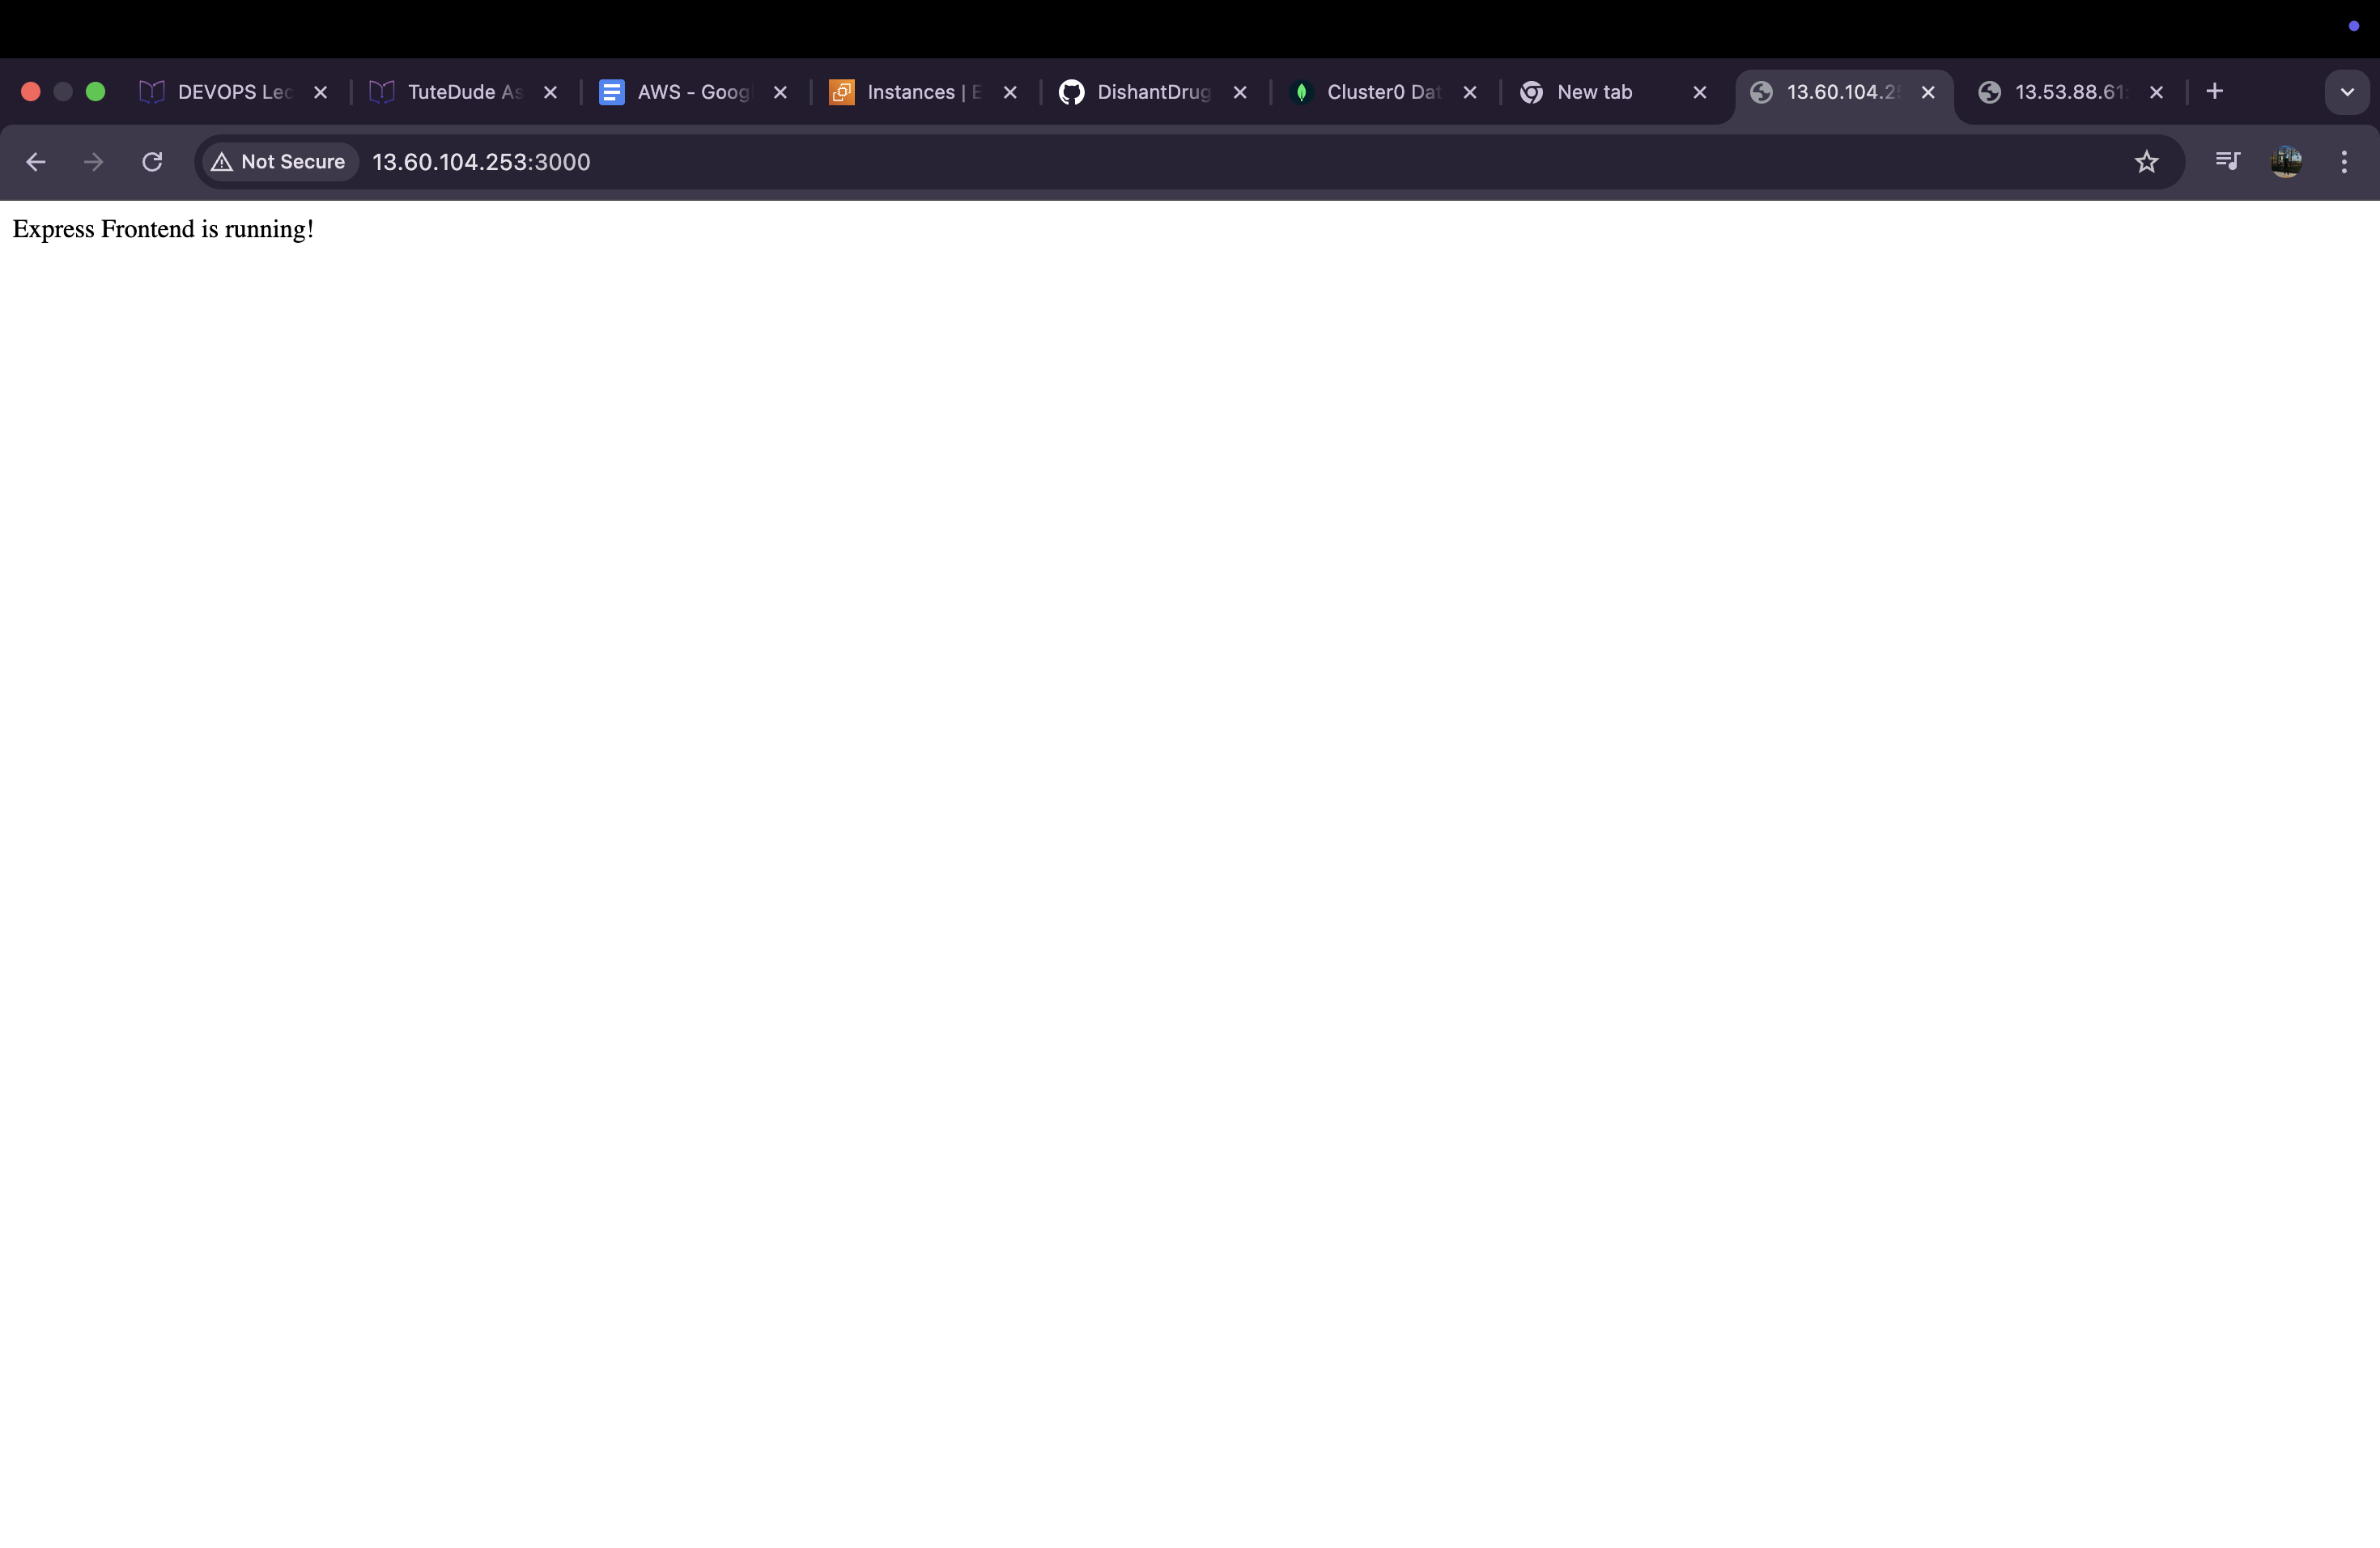 DEVOPS Lec
TuteDude As
AWS - Goog
Instances | E
DishantDrug
Cluster0 Dat
New tab
13.60.104.25
13.53.88.61:
Not Secure
13.60.104.253:3000
Express Frontend is running!